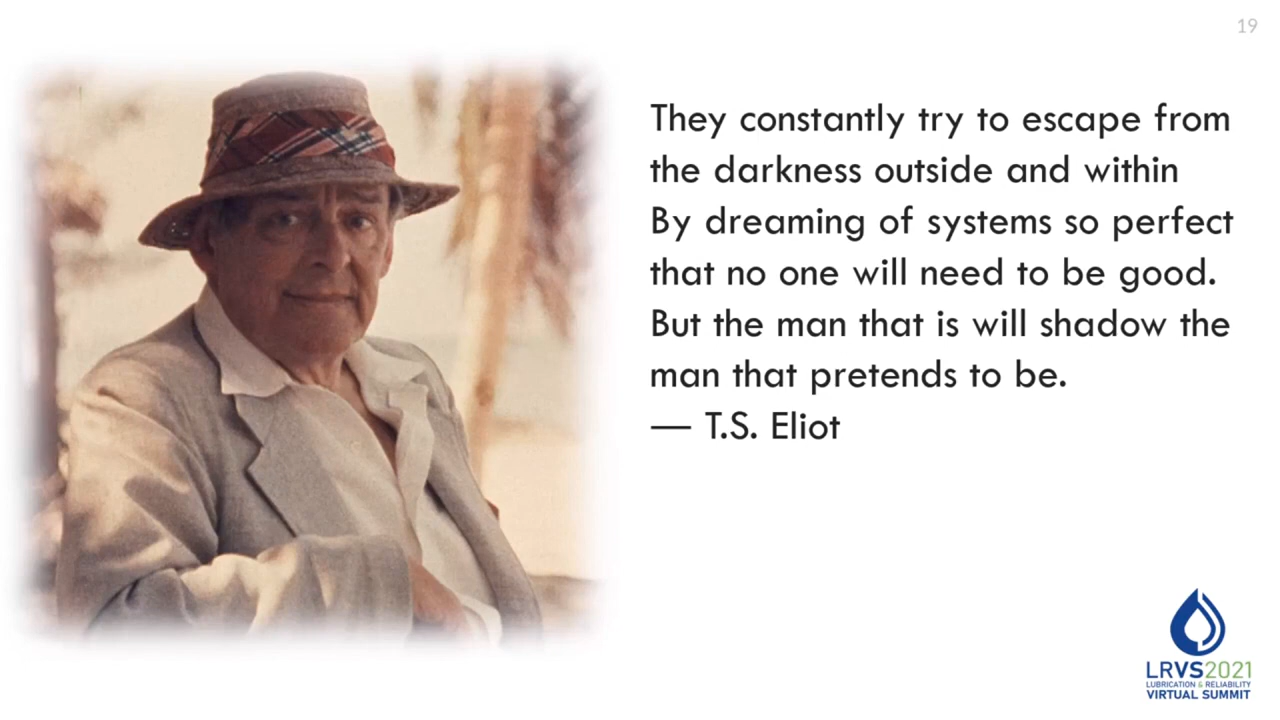 19
They constantly try to escape from
the darkness outside and within
By dreaming of systems so perfect
that no one will need to be good.
But the man that is will shadow the
man that pretends to be.
— T.S. Eliot
LRVS2021
LUBRICATION & RELIABILITY
VIRTUAL SUMMIT